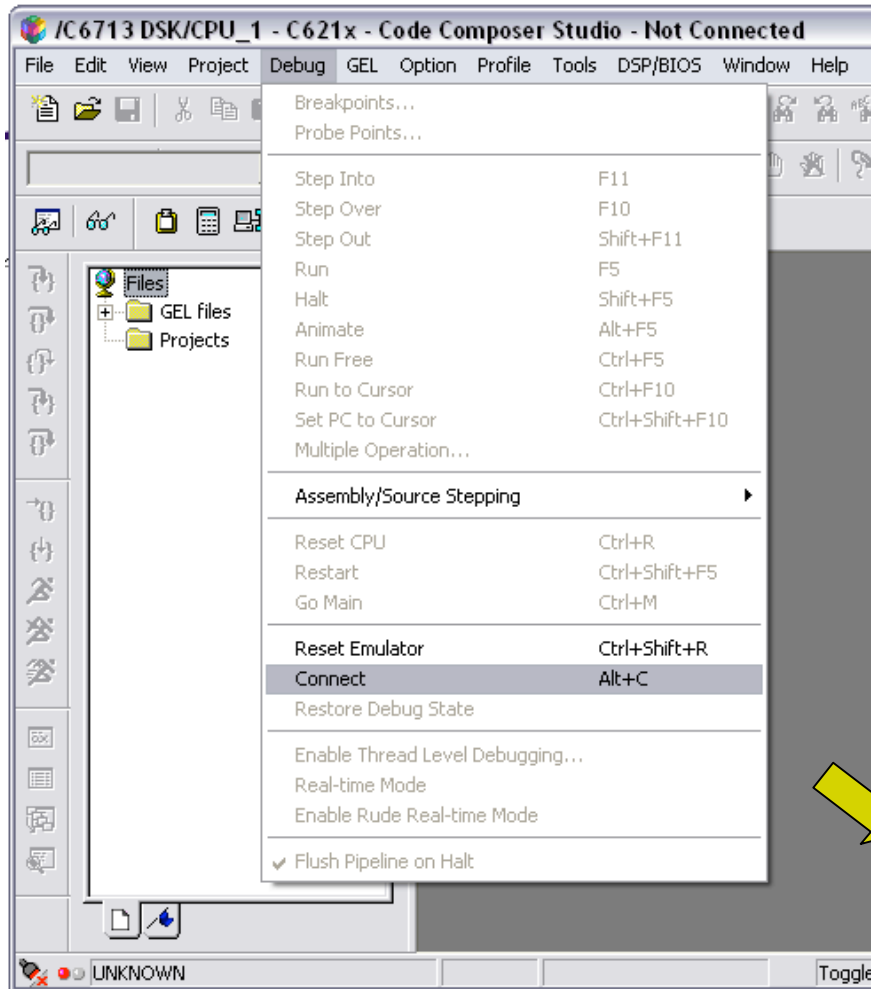 /C6713 DSK/CPU_1 - C621x - Code Composer Studio - Not Connected
File Edit View Project Debug GEL Option Profile Tools DSP/BIOS Window Help
Breakpoints...
Probe Points...
Step Into F11
Step Over F10
Step Out Shift+F11
Run F5
Halt Shift+F5
Animate Alt+F5
Run Free Ctrl+F5
Run to Cursor Ctrl+F10
Set PC to Cursor Ctrl+Shift+F10
Multiple Operation...
Assembly/Source Stepping
Reset CPU Ctrl+R
Restart Ctrl+Shift+F5
Go Main Ctrl+M
Reset Emulator Ctrl+Shift+R
Connect Alt+C
Restore Debug State
Enable Thread Level Debugging...
Real-time Mode
Enable Rude Real-time Mode
Flush Pipeline on Halt
Files
GEL files
Projects
UNKNOWN
Toggle